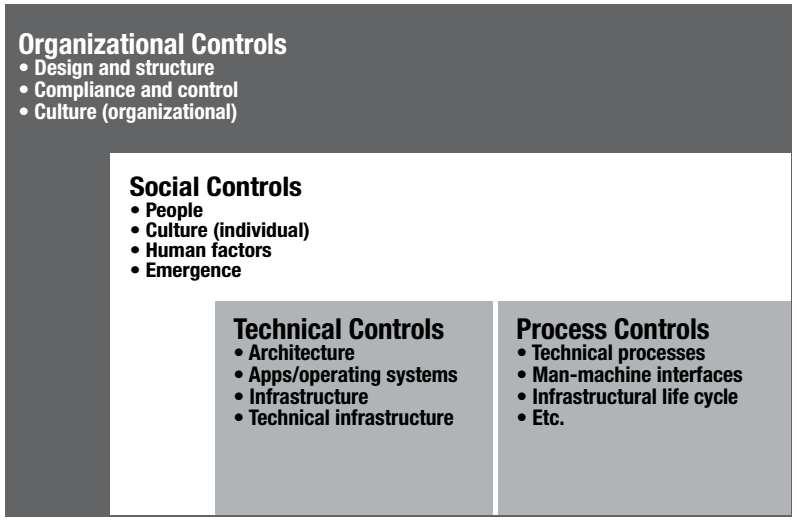 Organizational Controls
• Design and structure
• Compliance and control
• Culture (organizational)
Social Controls
• People
• Culture (individual)
• Human factors
• Emergence
Technical Controls
• Architecture
• Apps/operating systems
• Infrastructure
• Technical infrastructure
Process Controls
• Technical processes
• Man-machine interfaces
• Infrastructural life cycle
• Etc.